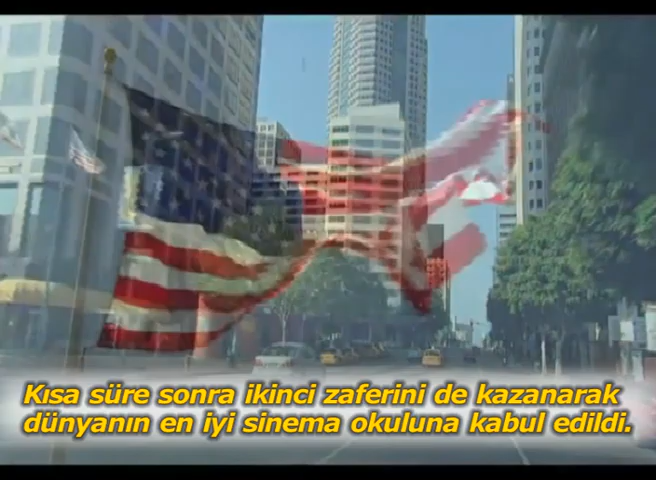 Kısa süre sonra ikinci zaferini de kazanarak
dünyanın en iyi sinema okuluna kabul edildi.